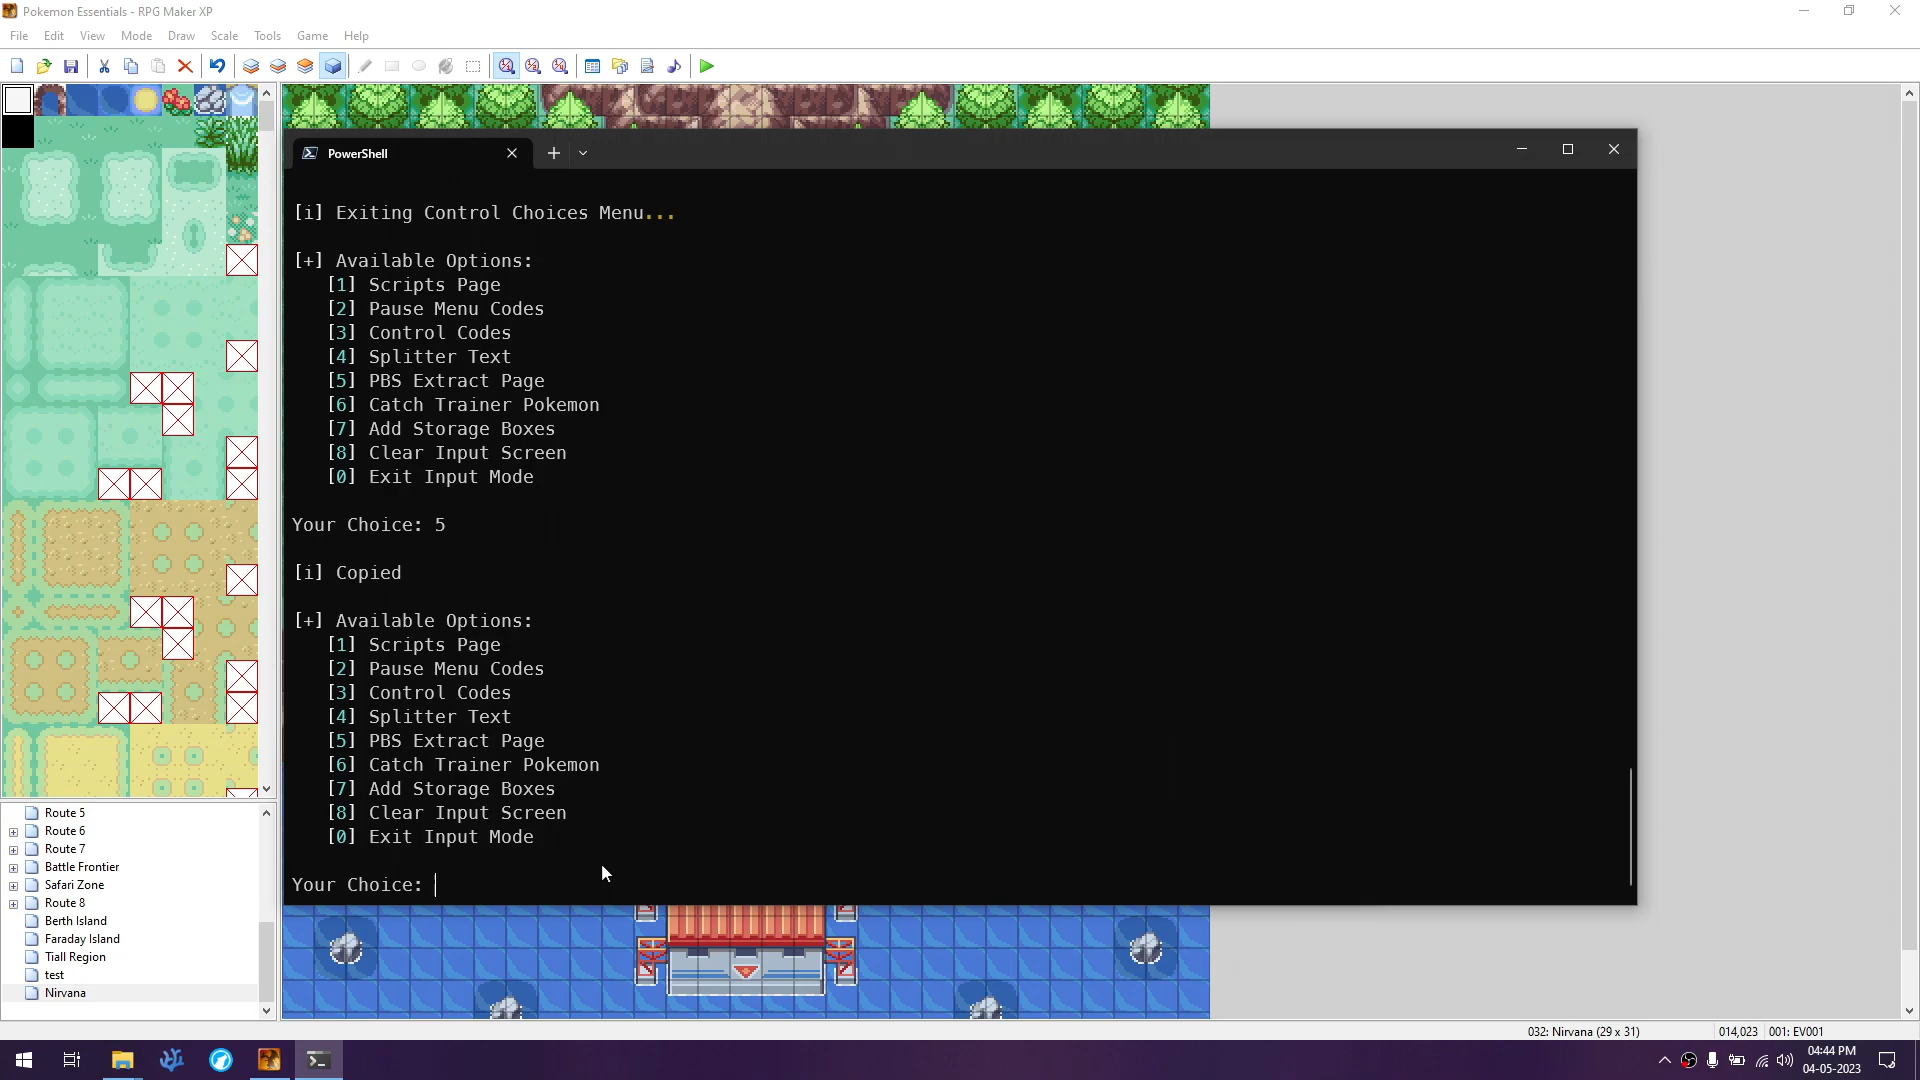 Pokemon Essentials - RPG Maker XP
File Edit View Mode Draw Scale Tools Game Help
PowerShell
[i] Exiting Control Choices Menu...
[+] Available Options:
[1] Scripts Page
[2] Pause Menu Codes
[3] Control Codes
[4] Splitter Text
[5] PBS Extract Page
[6] Catch Trainer Pokemon
[7] Add Storage Boxes
[8] Clear Input Screen
[0] Exit Input Mode
Your Choice: 5
[i] Copied
[+] Available Options:
[1] Scripts Page
[2] Pause Menu Codes
[3] Control Codes
[4] Splitter Text
[5] PBS Extract Page
[6] Catch Trainer Pokemon
[7] Add Storage Boxes
[8] Clear Input Screen
[0] Exit Input Mode
Your Choice:
Route 5
Route 6
Route 7
Battle Frontier
Safari Zone
Route 8
Berth Island
Faraday Island
Tiall Region
test
Nirvana
032: Nirvana (29 x 31) 014,023 001: EV001
04:44 PM
04-05-2023